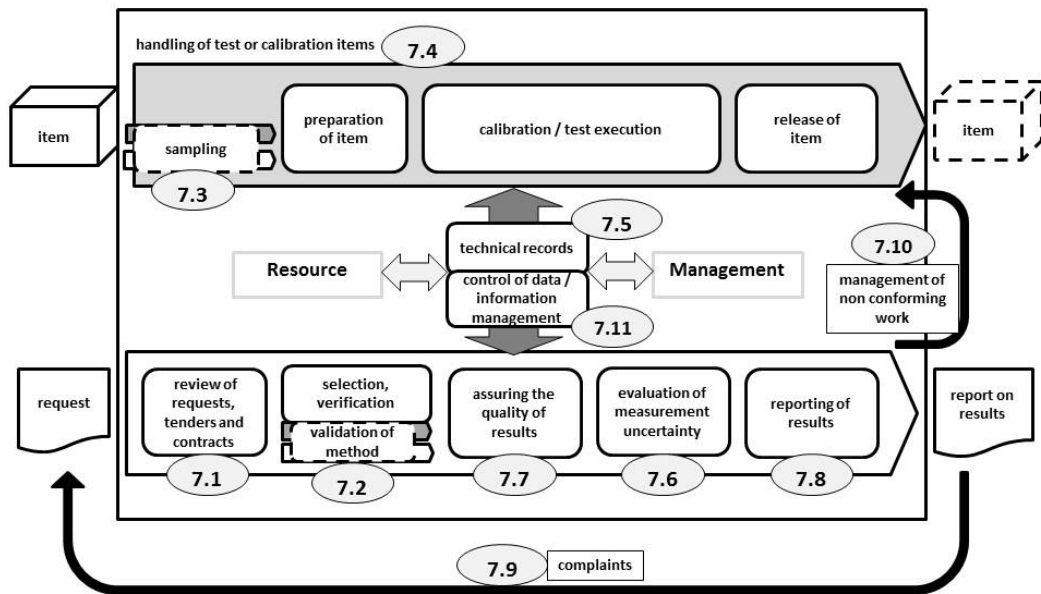 handling of test or calibration items
7.4
item
sampling
7.3
preparation
of item
calibration / test execution
release of
item
item
7.5
technical records
Resource
control of data /
information
management
Management
7.11
7.10
management of
non conforming
work
request
review of
requests,
tenders and
contracts
7.1
selection,
verification
validation of
method
7.2
assuring the
quality of
results
7.7
evaluation of
measurement
uncertainty
7.6
reporting of
results
7.8
report on
results
7.9
complaints